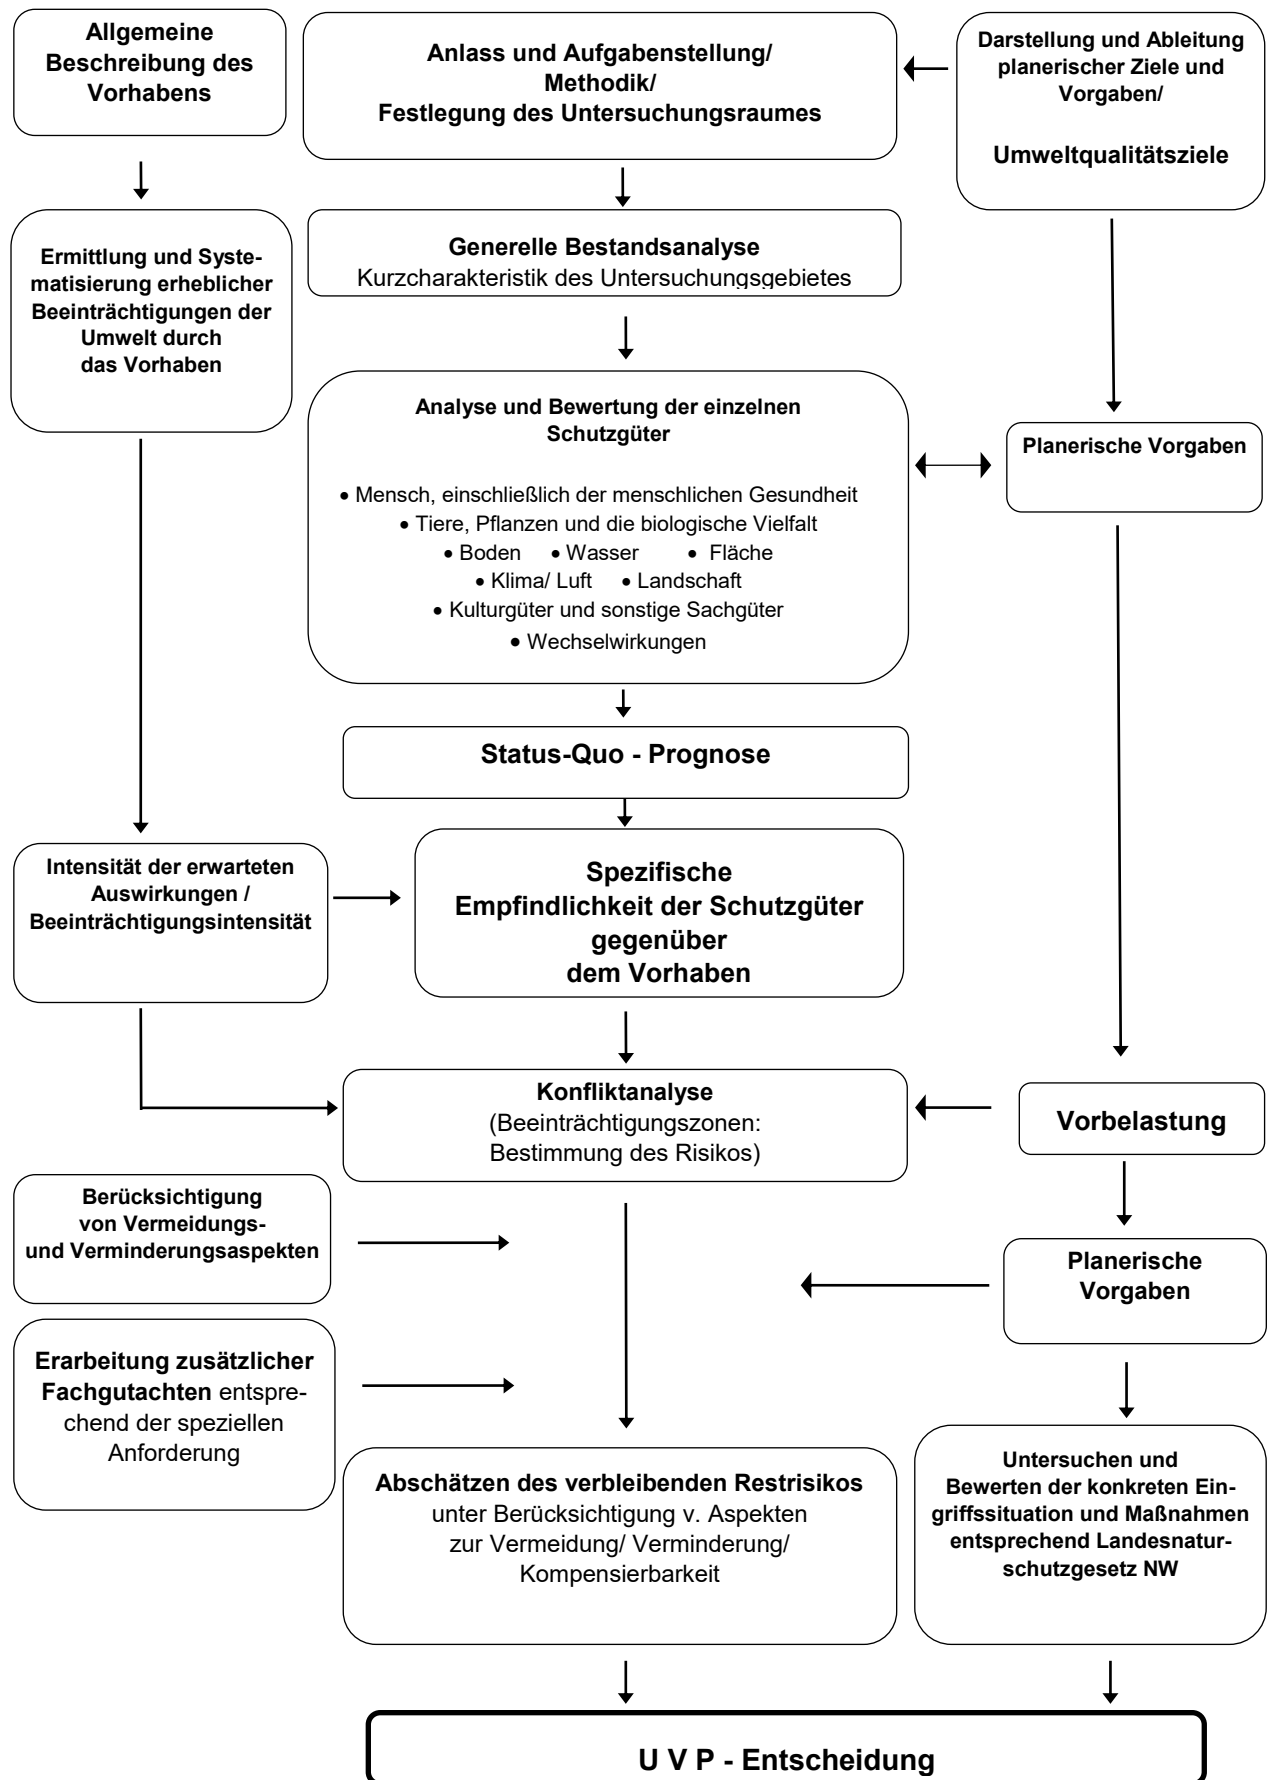 Allgemeine
Beschreibung des
Vorhabens
Anlass und Aufgabenstellung/
Methodik/
Festlegung des Untersuchungsraumes
Darstellung und Ableitung
planerischer Ziele und
Vorgaben/
Umweltqualitätsziele
Ermittlung und Syste-
matisierung erheblicher
Beeinträchtigungen der
Umwelt durch
das Vorhaben
Generelle Bestandsanalyse
Kurzcharakteristik des Untersuchungsgebietes
Analyse und Bewertung der einzelnen
Schutzgüter
• Mensch, einschließlich der menschlichen Gesundheit
• Tiere, Pflanzen und die biologische Vielfalt
• Boden • Wasser • Fläche
• Klima/ Luft • Landschaft
• Kulturgüter und sonstige Sachgüter
• Wechselwirkungen
Planerische Vorgaben
Status-Quo - Prognose
Intensität der erwarteten
Auswirkungen /
Beeinträchtigungsintensität
Spezifische
Empfindlichkeit der Schutzgüter
gegenüber
dem Vorhaben
Konfliktanalyse
(Beeinträchtigungszonen:
Bestimmung des Risikos)
Vorbelastung
Berücksichtigung
von Vermeidungs-
und Verminderungsaspekten
Planerische
Vorgaben
Erarbeitung zusätzlicher
Fachgutachten entspre-
chend der speziellen
Anforderung
Abschätzen des verbleibenden Restrisikos
unter Berücksichtigung v. Aspekten
zur Vermeidung/ Verminderung/
Kompensierbarkeit
Untersuchen und
Bewerten der konkreten Ein-
griffssituation und Maßnahmen
entsprechend Landesnatur-
schutzgesetz NW
U V P - Entscheidung